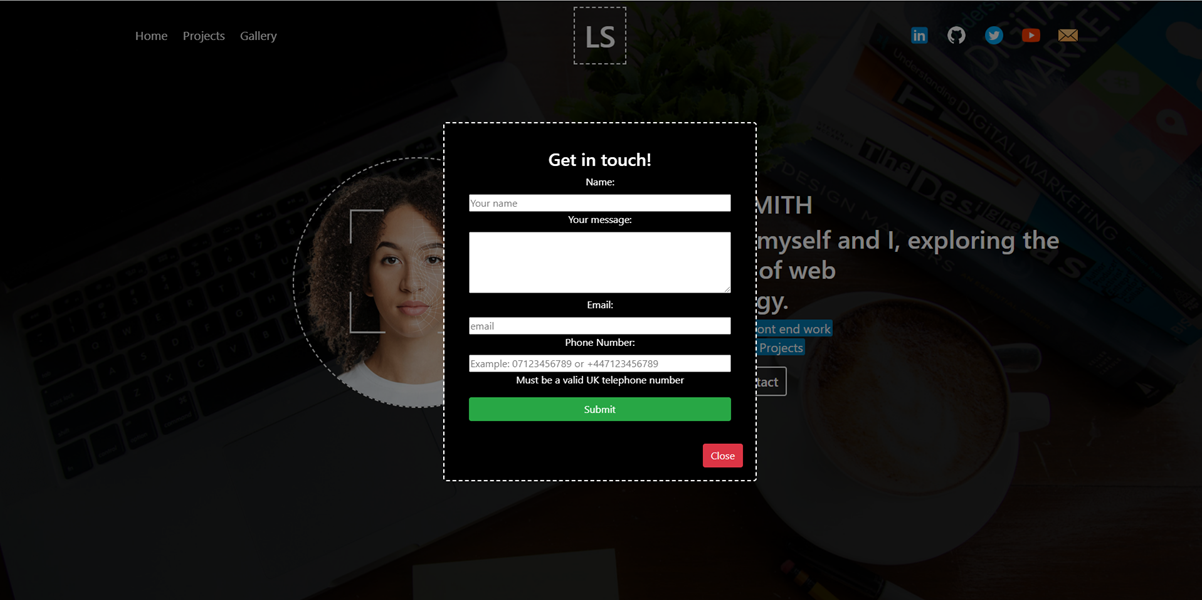 Home Projects Gallery
LS
Get in touch!
Name:
Your name
Your message:
Email:
email
Phone Number:
Example: 07123456789 or +447123456789
Must be a valid UK telephone number
Submit
Close
MITH
myself and I, exploring the
of web
gy.
ont end work
Projects
tact
in
DIGITAL
MARKETING
Understanding DIGITAL MARKETING
DESIGN